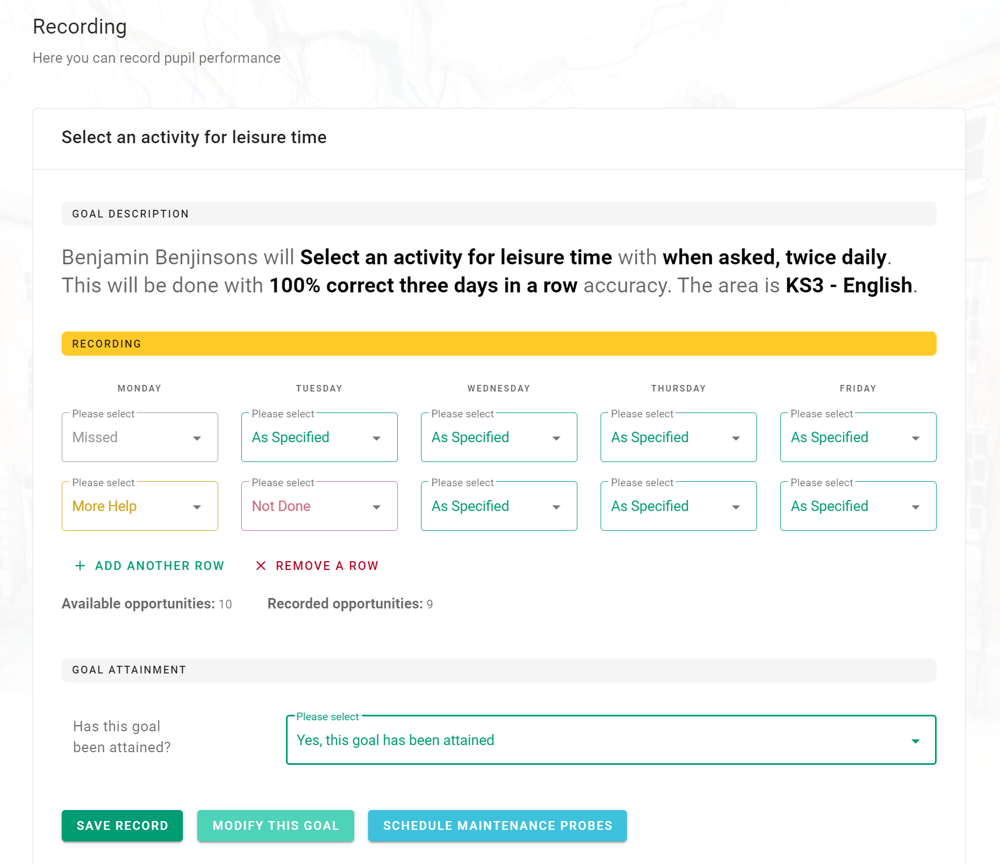 Recording
Here you can record pupil performance
Select an activity for leisure time
GOAL DESCRIPTION
Benjamin Benjinsons will Select an activity for leisure time with when asked, twice daily.
This will be done with 100% correct three days in a row accuracy. The area is KS3 - English.
RECORDING
MONDAY TUESDAY WEDNESDAY THURSDAY FRIDAY
Please select Please select Please select Please select Please select
Missed As Specified As Specified As Specified As Specified
Please select Please select Please select Please select Please select
More Help Not Done As Specified As Specified As Specified
+ ADD ANOTHER ROW × REMOVE A ROW
Available opportunities: 10 Recorded opportunities: 9
GOAL ATTAINMENT
Has this goal
been attained?
Please select
Yes, this goal has been attained
SAVE RECORD MODIFY THIS GOAL SCHEDULE MAINTENANCE PROBES